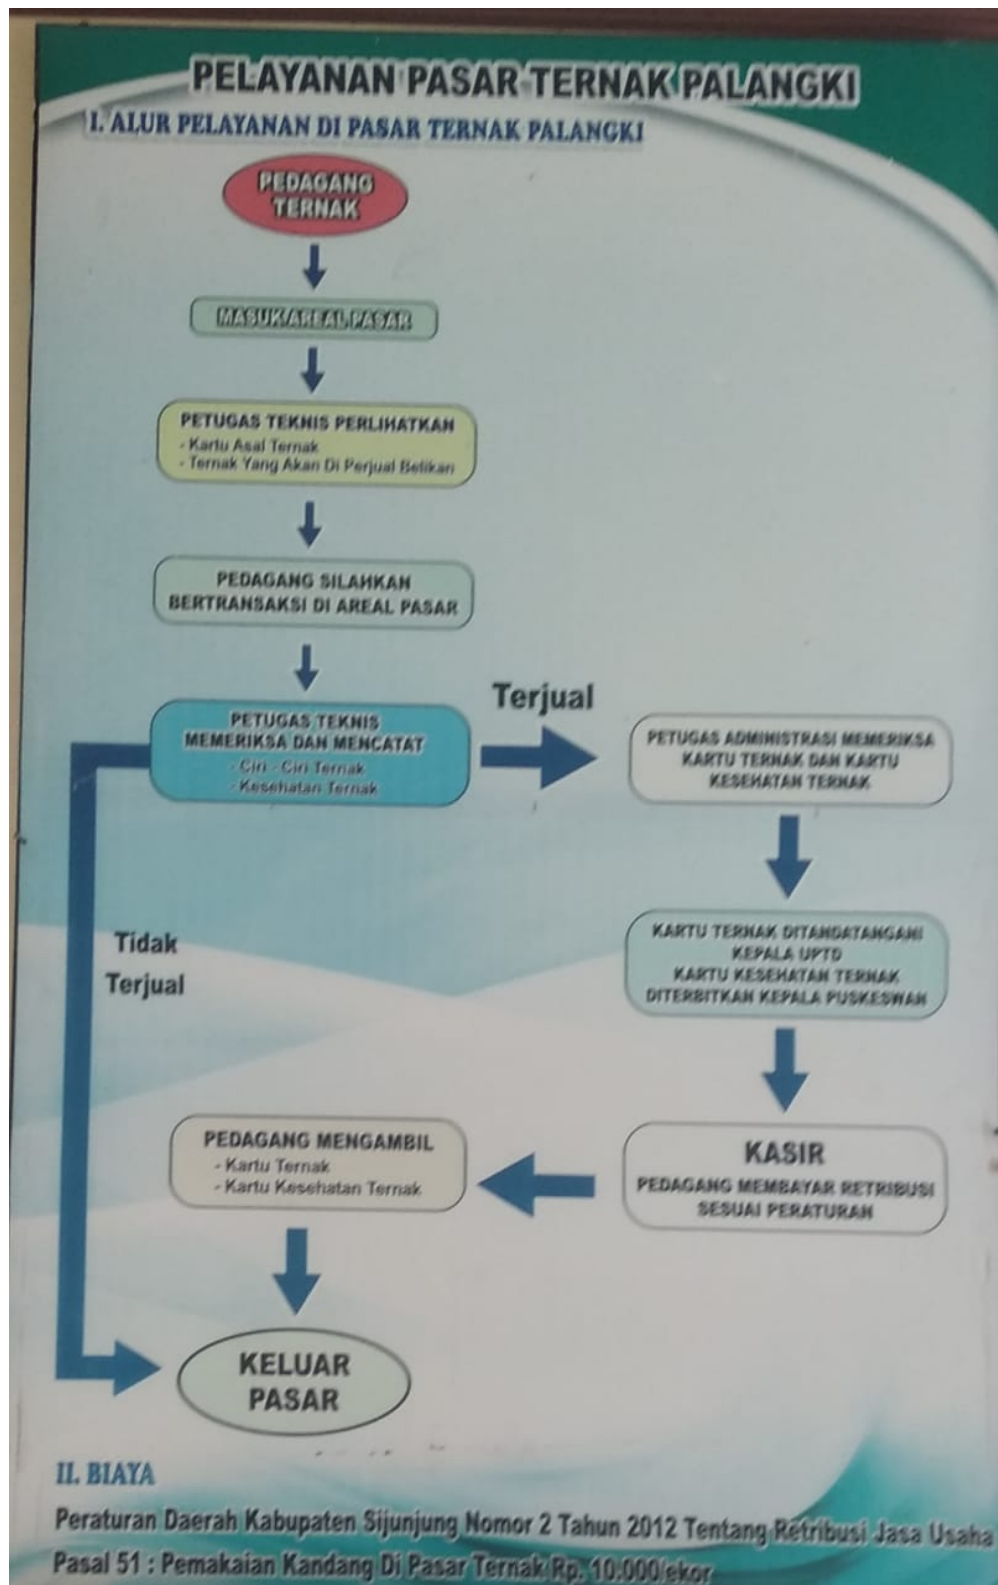 PELAYANAN PASAR TERNAK PALANGKI
I. ALUR PELAYANAN DI PASAR TERNAK PALANGKI
PEDAGANG
TERNAK
MASUK AREAL PASAR
PETUGAS TEKNIS PERLIHATKAN
- Kartu Asal Ternak
- Ternak Yang Akan Di Perjual Belikan
PEDAGANG SILAHKAN
BERTRANSAKSI DI AREAL PASAR
PETUGAS TEKNIS
MEMERIKSA DAN MENCATAT
- Ciri - Ciri Ternak
- Kesehatan Ternak
Terjual
PETUGAS ADMINISTRASI MEMERIKSA
KARTU TERNAK DAN KARTU
KESEHATAN TERNAK
KARTU TERNAK DITANDATANGANI
KEPALA UPTD
KARTU KESEHATAN TERNAK
DITERBITKAN KEPALA PUSKESWAN
KASIR
PEDAGANG MEMBAYAR RETRIBUSI
SESUAI PERATURAN
PEDAGANG MENGAMBIL
- Kartu Ternak
- Kartu Kesehatan Ternak
Tidak
Terjual
KELUAR
PASAR
II. BIAYA
Peraturan Daerah Kabupaten Sijunjung Nomor 2 Tahun 2012 Tentang Retribusi Jasa Usaha
Pasal 51 : Pemakaian Kandang Di Pasar Ternak Rp. 10.000/ekor